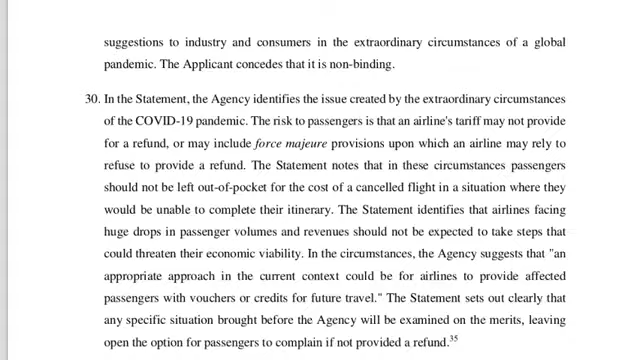 suggestions to industry and consumers in the extraordinary circumstances of a global
pandemic. The Applicant concedes that it is non-binding.
30. In the Statement, the Agency identifies the issue created by the extraordinary circumstances
of the COVID-19 pandemic. The risk to passengers is that an airline's tariff may not provide
for a refund, or may include force majeure provisions upon which an airline may rely to
refuse to provide a refund. The Statement notes that in these circumstances passengers
should not be left out-of-pocket for the cost of a cancelled flight in a situation where they
would be unable to complete their itinerary. The Statement identifies that airlines facing
huge drops in passenger volumes and revenues should not be expected to take steps that
could threaten their economic viability. In the circumstances, the Agency suggests that "an
appropriate approach in the current context could be for airlines to provide affected
passengers with vouchers or credits for future travel." The Statement sets out clearly that
any specific situation brought before the Agency will be examined on the merits, leaving
open the option for passengers to complain if not provided a refund.35